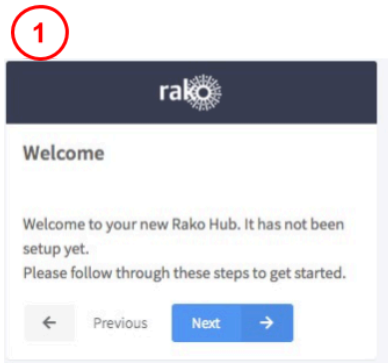 1
rako
Welcome
Welcome to your new Rako Hub. It has not been
setup yet.
Please follow through these steps to get started.
← Previous Next →